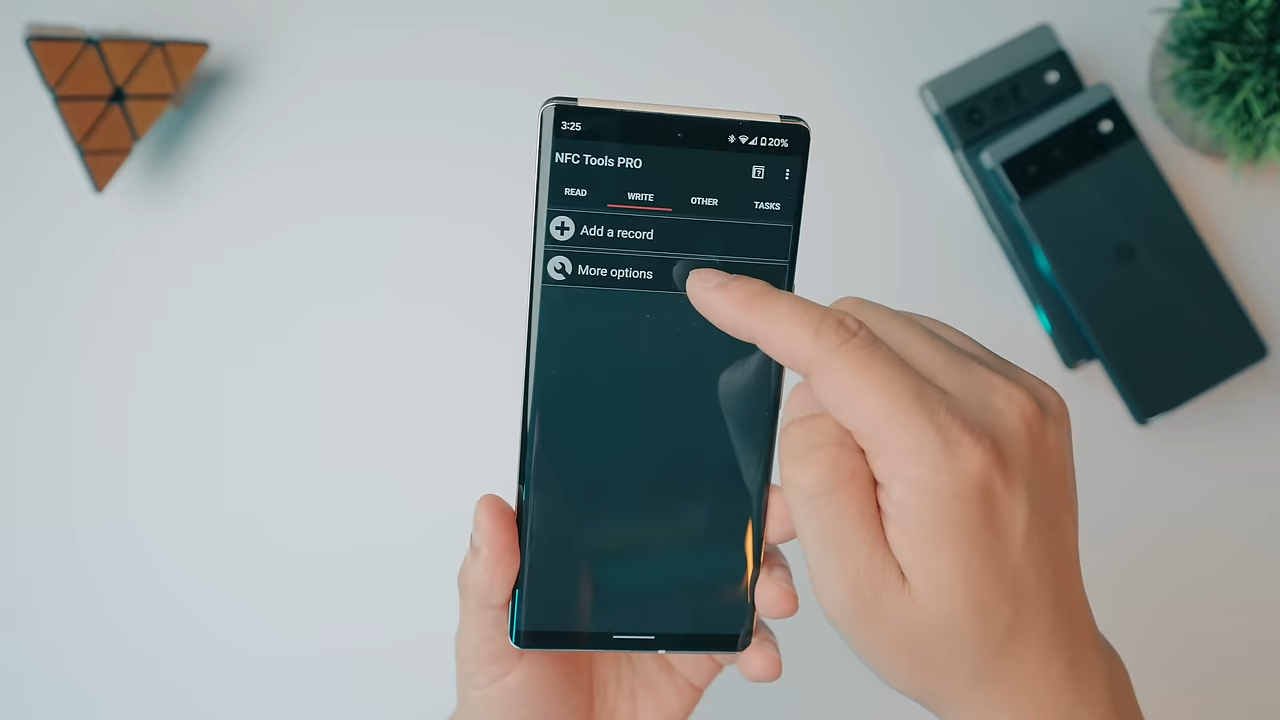 3:25 20%
NFC Tools PRO
READ WRITE OTHER TASKS
Add a record
More options